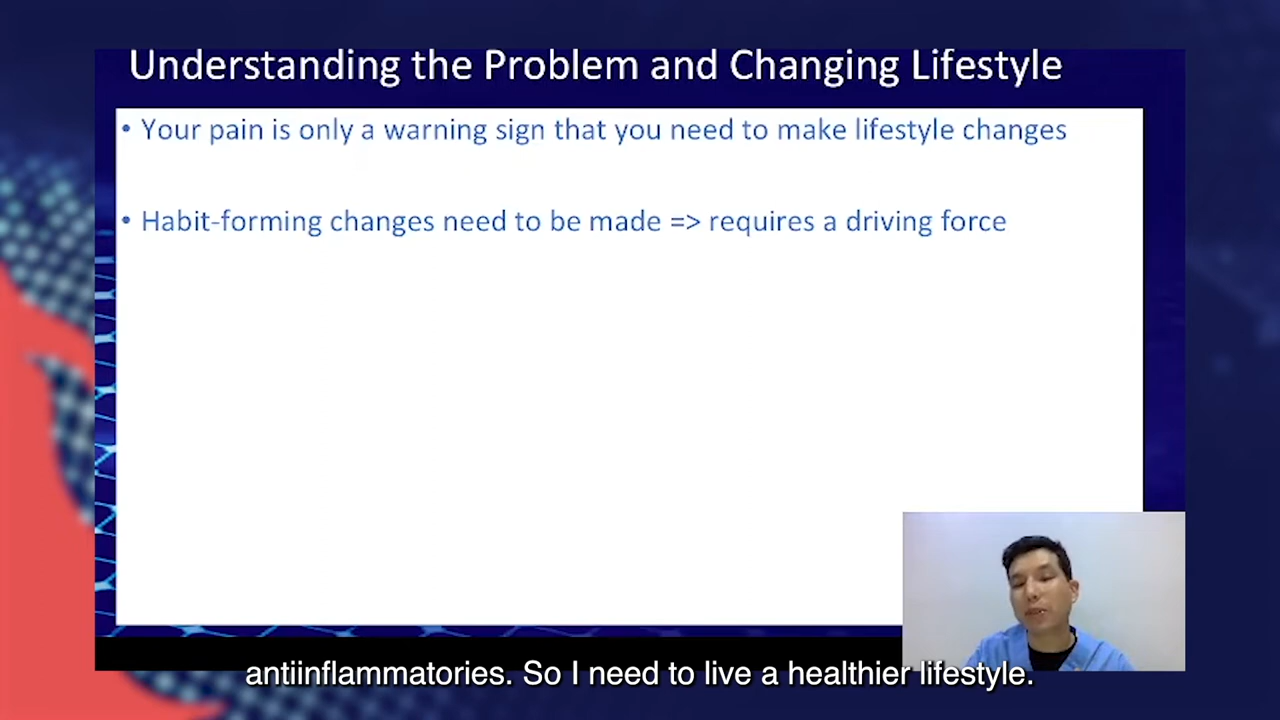 Understanding the Problem and Changing Lifestyle
• Your pain is only a warning sign that you need to make lifestyle changes
• Habit-forming changes need to be made => requires a driving force
antiinflammatories. So I need to live a healthier lifestyle.